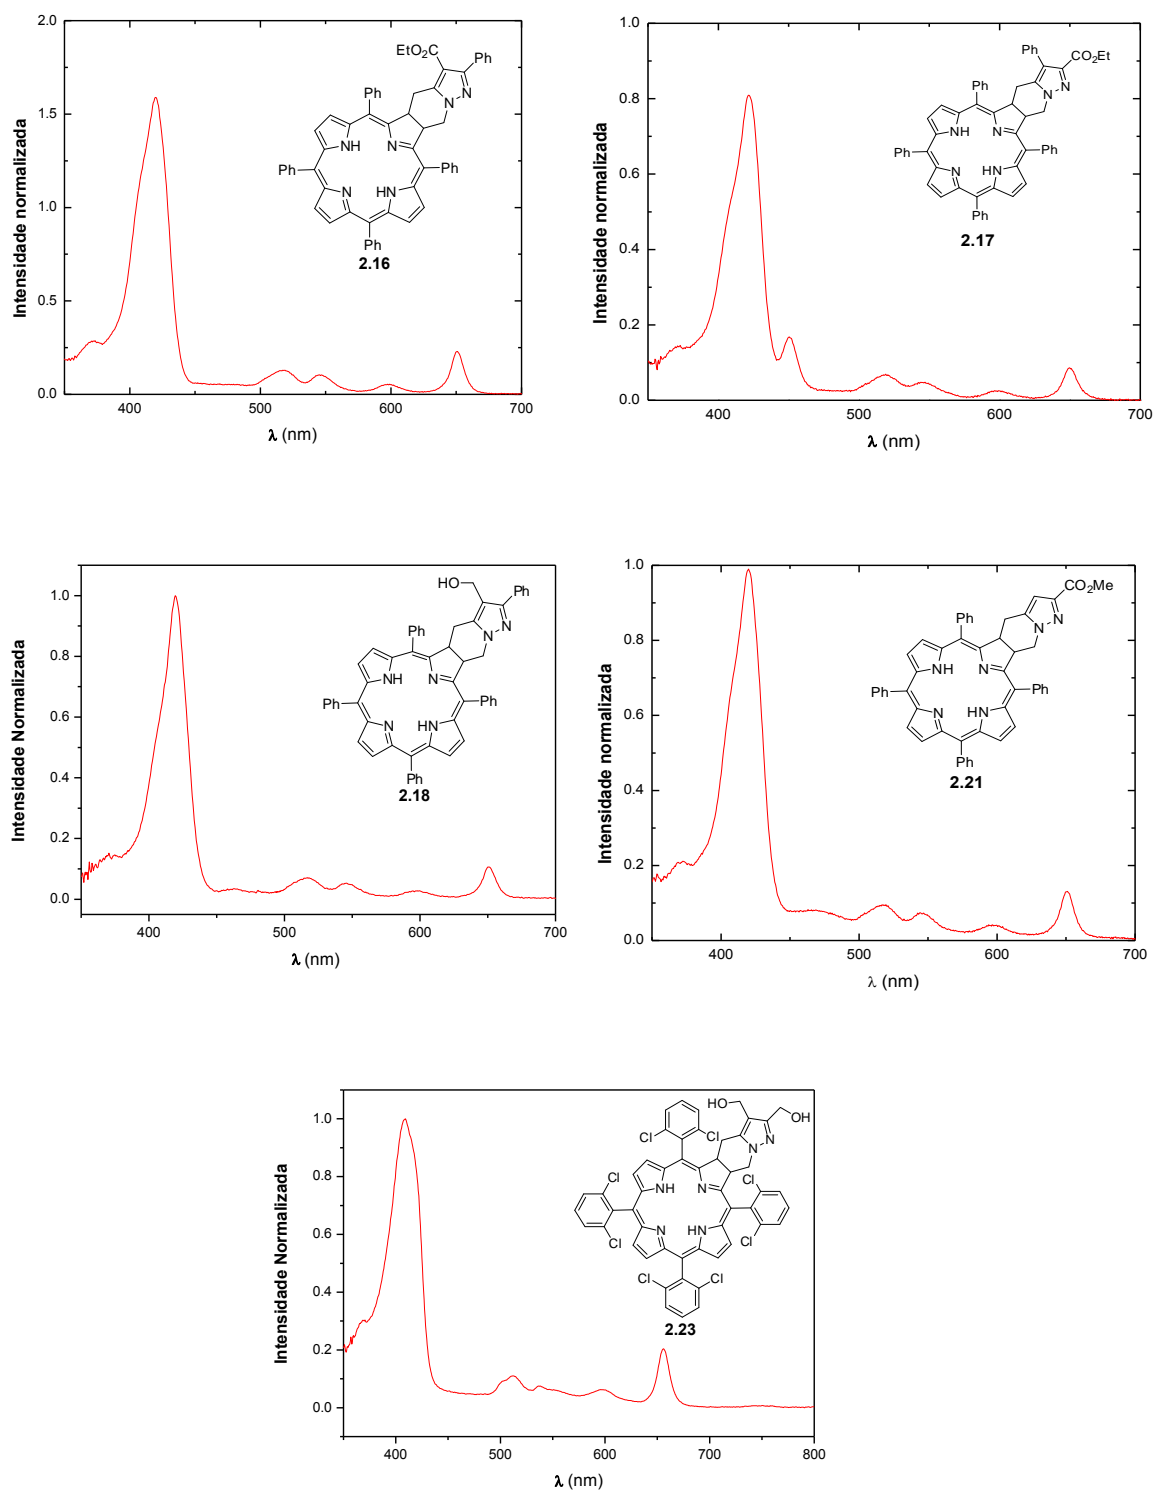 2.0
1.5
1.0
0.5
0.0
400
500
600
700
Intensidade normalizada
λ (nm)
EtO2C
Ph
N
N
Ph
NH
N
Ph
Ph
N
HN
Ph
2.16
1.0
0.8
0.6
0.4
0.2
0.0
400
500
600
700
Intensidade normalizada
λ (nm)
Ph
CO2Et
N
N
Ph
NH
N
Ph
Ph
N
HN
Ph
2.17
1.0
0.8
0.6
0.4
0.2
0.0
400
500
600
700
Intensidade Normalizada
λ (nm)
HO
Ph
N
N
Ph
NH
N
Ph
Ph
N
HN
Ph
2.18
1.0
0.8
0.6
0.4
0.2
0.0
400
500
600
700
Intensidade normalizada
λ (nm)
CO2Me
N
N
Ph
NH
N
Ph
Ph
N
HN
Ph
2.21
1.0
0.8
0.6
0.4
0.2
0.0
400
500
600
700
800
Intensidade Normalizada
λ (nm)
HO
OH
Cl
Cl
N
N
Cl
NH
N
Cl
Cl
N
HN
Cl
Cl
Cl
2.23